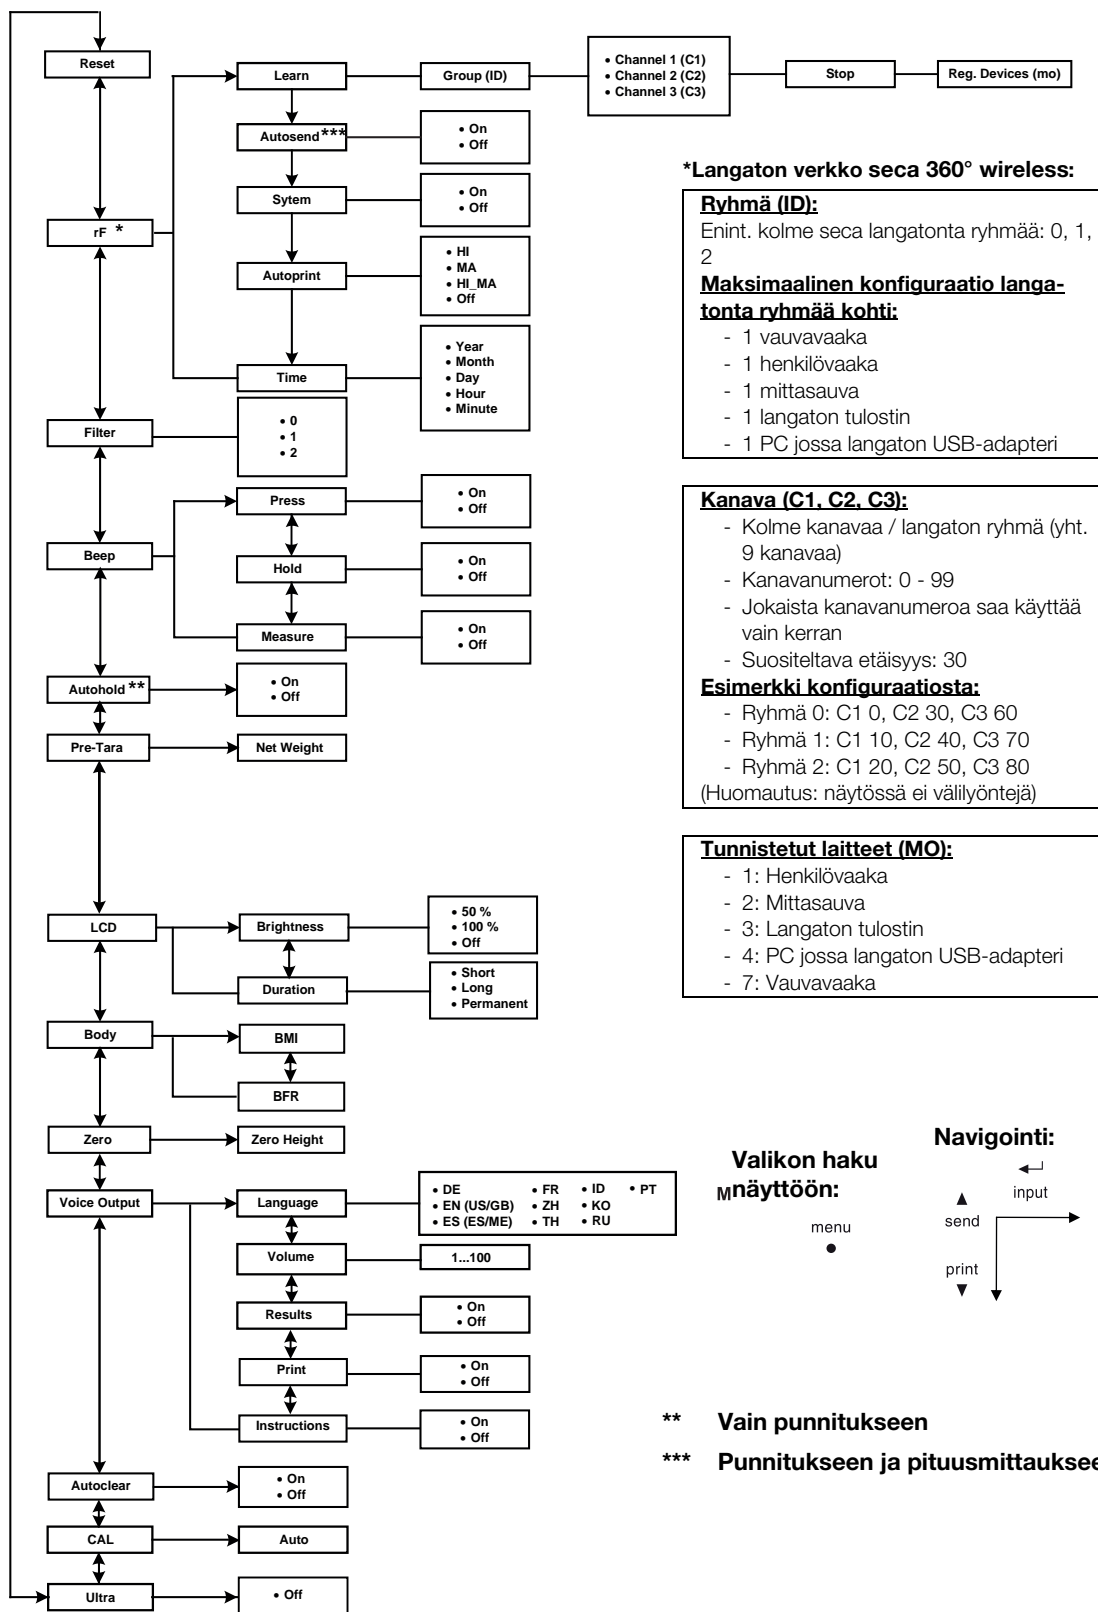 Reset
Learn
Group (ID)
• Channel 1 (C1)
• Channel 2 (C2)
• Channel 3 (C3)
Stop
Reg. Devices (mo)
Autosend ***
• On
• Off
Sytem
• On
• Off
rF *
Autoprint
• HI
• MA
• HI_MA
• Off
Time
• Year
• Month
• Day
• Hour
• Minute
Filter
• 0
• 1
• 2
Beep
Press
• On
• Off
Hold
• On
• Off
Measure
• On
• Off
Autohold **
• On
• Off
Pre-Tara
Net Weight
LCD
Brightness
• 50 %
• 100 %
• Off
Duration
• Short
• Long
• Permanent
Body
BMI
BFR
Zero
Zero Height
Voice Output
Language
• DE • FR • ID • PT
• EN (US/GB) • ZH • KO
• ES (ES/ME) • TH • RU
Volume
1...100
Results
• On
• Off
Print
• On
• Off
Instructions
• On
• Off
Autoclear
• On
• Off
CAL
Auto
Ultra
• Off
*Langaton verkko seca 360° wireless:
Ryhmä (ID):
Enint. kolme seca langatonta ryhmää: 0, 1,
2
Maksimaalinen konfiguraatio langa-
tonta ryhmää kohti:
- 1 vauvavaaka
- 1 henkilövaaka
- 1 mittasauva
- 1 langaton tulostin
- 1 PC jossa langaton USB-adapteri
Kanava (C1, C2, C3):
- Kolme kanavaa / langaton ryhmä (yht.
9 kanavaa)
- Kanavanumerot: 0 - 99
- Jokaista kanavanumeroa saa käyttää
vain kerran
- Suositeltava etäisyys: 30
Esimerkki konfiguraatiosta:
- Ryhmä 0: C1 0, C2 30, C3 60
- Ryhmä 1: C1 10, C2 40, C3 70
- Ryhmä 2: C1 20, C2 50, C3 80
(Huomautus: näytössä ei välilyöntejä)
Tunnistetut laitteet (MO):
- 1: Henkilövaaka
- 2: Mittasauva
- 3: Langaton tulostin
- 4: PC jossa langaton USB-adapteri
- 7: Vauvavaaka
Valikon haku
M näyttöön:
menu
Navigointi:
input
send
print
** Vain punnitukseen
*** Punnitukseen ja pituusmittauksee